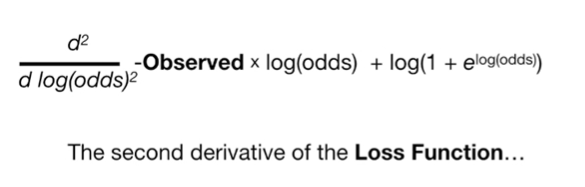 d²
d log(odds)² -Observed × log(odds) + log(1 + e^log(odds))
The second derivative of the Loss Function...